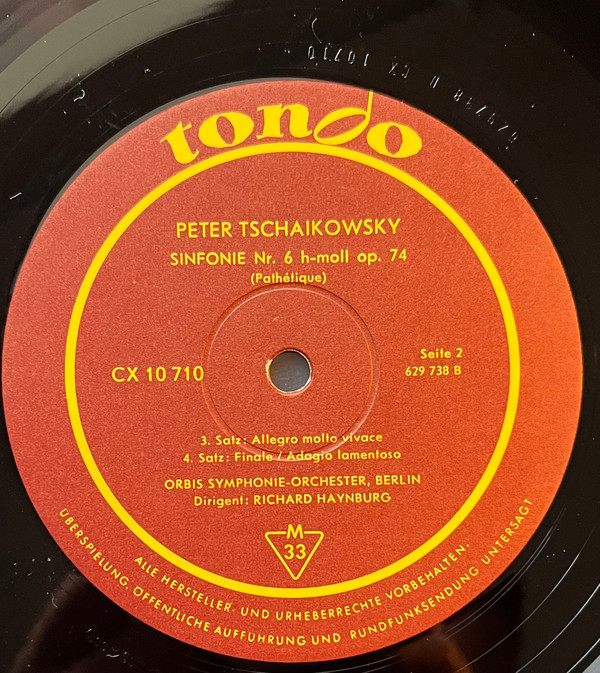 tondo
PETER TSCHAIKOWSKY
SINFONIE Nr. 6 h-moll op. 74
(Pathétique)
CX 10 710
Seite 2
629 738 B
3. Satz: Allegro molto vivace
4. Satz: Finale / Adagio lamentoso
ORBIS SYMPHONIE-ORCHESTER, BERLIN
Dirigent: RICHARD HAYNBURG
M
33
ALLE HERSTELLER- UND URHEBERRECHTE VORBEHALTEN.
ÜBERSPIELUNG, ÖFFENTLICHE AUFFÜHRUNG UND RUNDFUNKSENDUNG UNTERSAGT
CX 10710